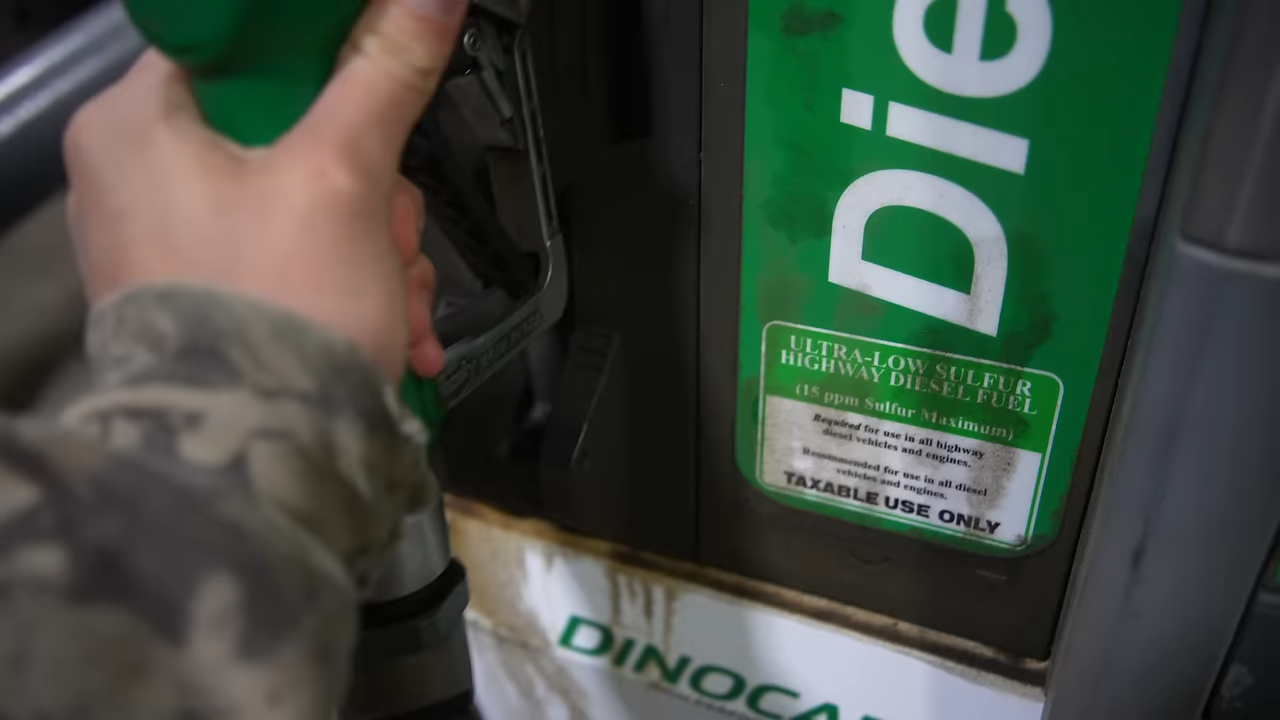 Die
ULTRA-LOW SULFUR
HIGHWAY DIESEL FUEL
(15 ppm Sulfur Maximum)
Required for use in all highway
diesel vehicles and engines.
Recommended for use in all diesel
vehicles and engines.
TAXABLE USE ONLY
DINOCA